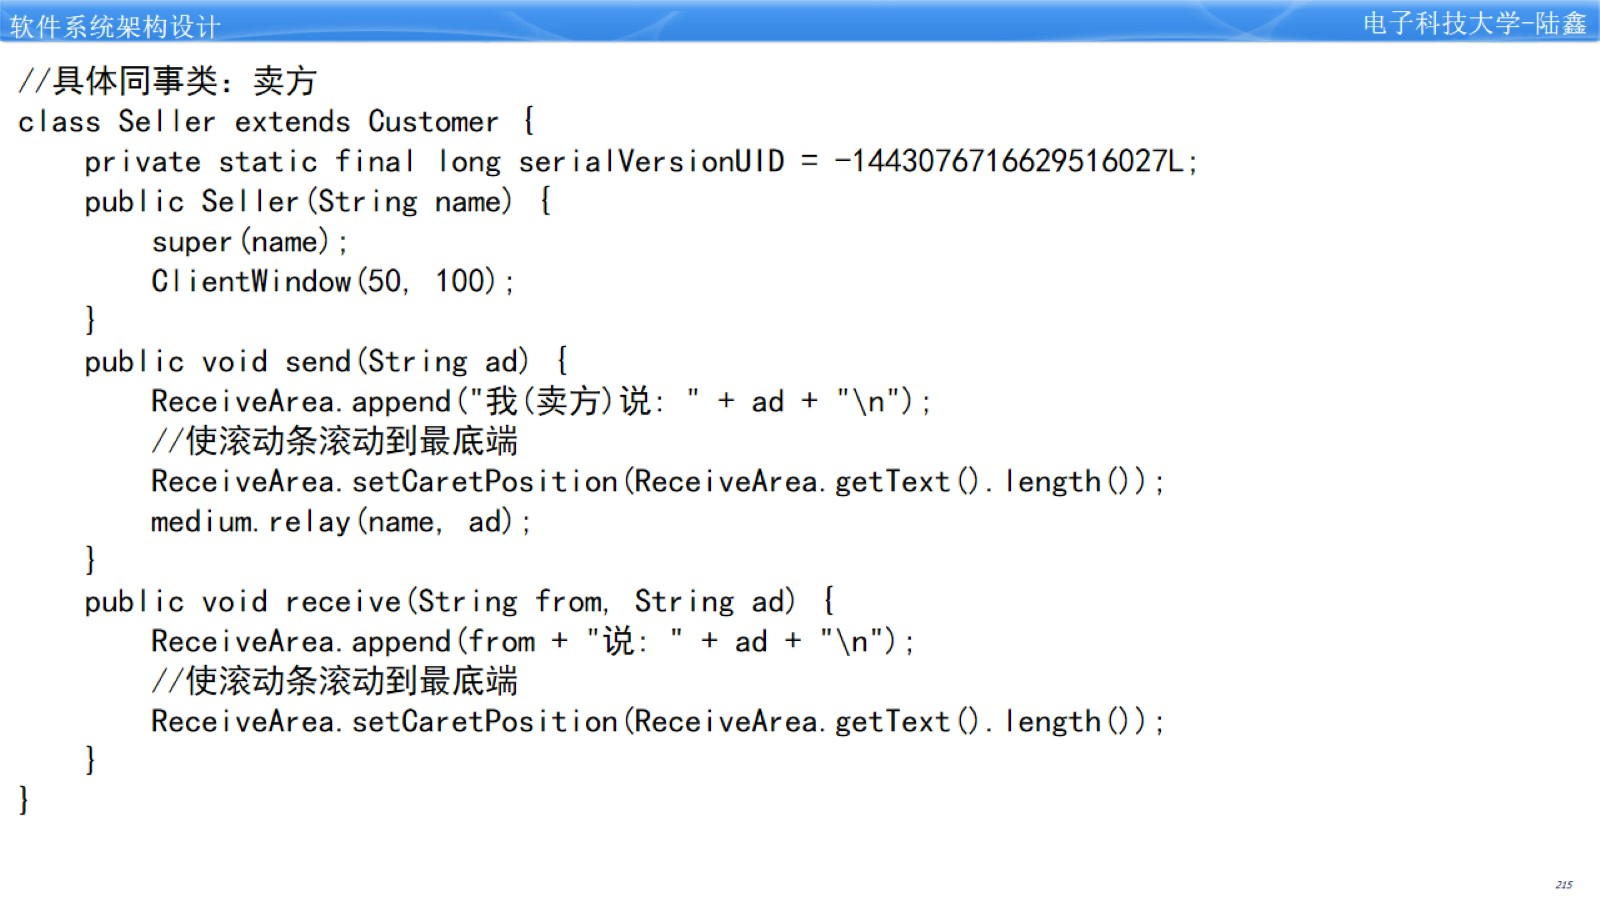 软件系统架构设计
电子科技大学-陆鑫
//具体同事类：卖方
class Seller extends Customer {
    private static final long serialVersionUID = -1443076716629516027L;
    public Seller(String name) {
        super(name);
        ClientWindow(50, 100);
    }
    public void send(String ad) {
        ReceiveArea.append("我(卖方)说: " + ad + "\n");
        //使滚动条滚动到最底端
        ReceiveArea.setCaretPosition(ReceiveArea.getText().length());
        medium.relay(name, ad);
    }
    public void receive(String from, String ad) {
        ReceiveArea.append(from + "说: " + ad + "\n");
        //使滚动条滚动到最底端
        ReceiveArea.setCaretPosition(ReceiveArea.getText().length());
    }
}
215